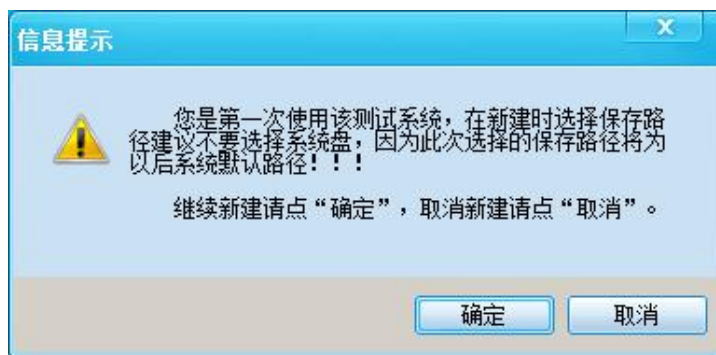 信息提示
您是第一次使用该测试系统，在新建时选择保存路
径建议不要选择系统盘，因为此次选择的保存路径将为
以后系统默认路径！！！
继续新建请点“确定”，取消新建请点“取消”。
确定
取消